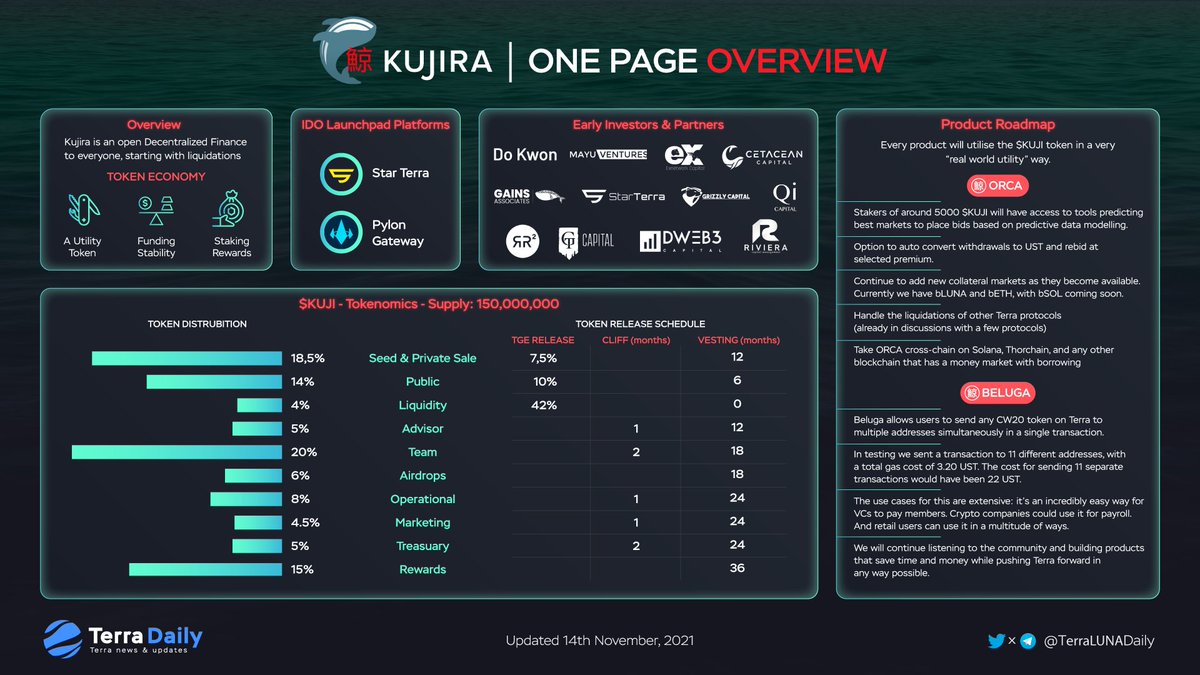 鯨 KUJIRA | ONE PAGE OVERVIEW
Overview
Kujira is an open Decentralized Finance
to everyone, starting with liquidations
TOKEN ECONOMY
A Utility
Token
Funding
Stability
Staking
Rewards
IDO Launchpad Platforms
Star Terra
Pylon
Gateway
Early Investors & Partners
Do Kwon
MAYU VENTURES
eX
CETACEAN
CAPITAL
GAINS
ASSOCIATES
StarTerra
GRIZZLY CAPITAL
Qi
CAPITAL
RR²
CAPITAL
DWEB3
CAPITAL
RIVIERA
$KUJI - Tokenomics - Supply: 150,000,000
TOKEN DISTRUBITION
TOKEN RELEASE SCHEDULE
TGE RELEASE CLIFF (months) VESTING (months)
18,5% Seed & Private Sale 7,5% 12
14% Public 10% 6
4% Liquidity 42% 0
5% Advisor 1 12
20% Team 2 18
6% Airdrops 18
8% Operational 1 24
4.5% Marketing 1 24
5% Treasuary 2 24
15% Rewards 36
Product Roadmap
Every product will utilise the $KUJI token in a very
"real world utility" way.
鯨 ORCA
Stakers of around 5000 $KUJI will have access to tools predicting
best markets to place bids based on predictive data modelling.
Option to auto convert withdrawals to UST and rebid at
selected premium.
Continue to add new collateral markets as they become available.
Currently we have bLUNA and bETH, with bSOL coming soon.
Handle the liquidations of other Terra protocols
(already in discussions with a few protocols)
Take ORCA cross-chain on Solana, Thorchain, and any other
blockchain that has a money market with borrowing
鯨 BELUGA
Beluga allows users to send any CW20 token on Terra to
multiple addresses simultaneously in a single transaction.
In testing we sent a transaction to 11 different addresses, with
a total gas cost of 3.20 UST. The cost for sending 11 separate
transactions would have been 22 UST.
The use cases for this are extensive: it's an incredibly easy way for
VCs to pay members. Crypto companies could use it for payroll.
And retail users can use it in a multitude of ways.
We will continue listening to the community and building products
that save time and money while pushing Terra forward in
any way possible.
Terra Daily
Terra news & updates
Updated 14th November, 2021
× @TerraLUNADaily